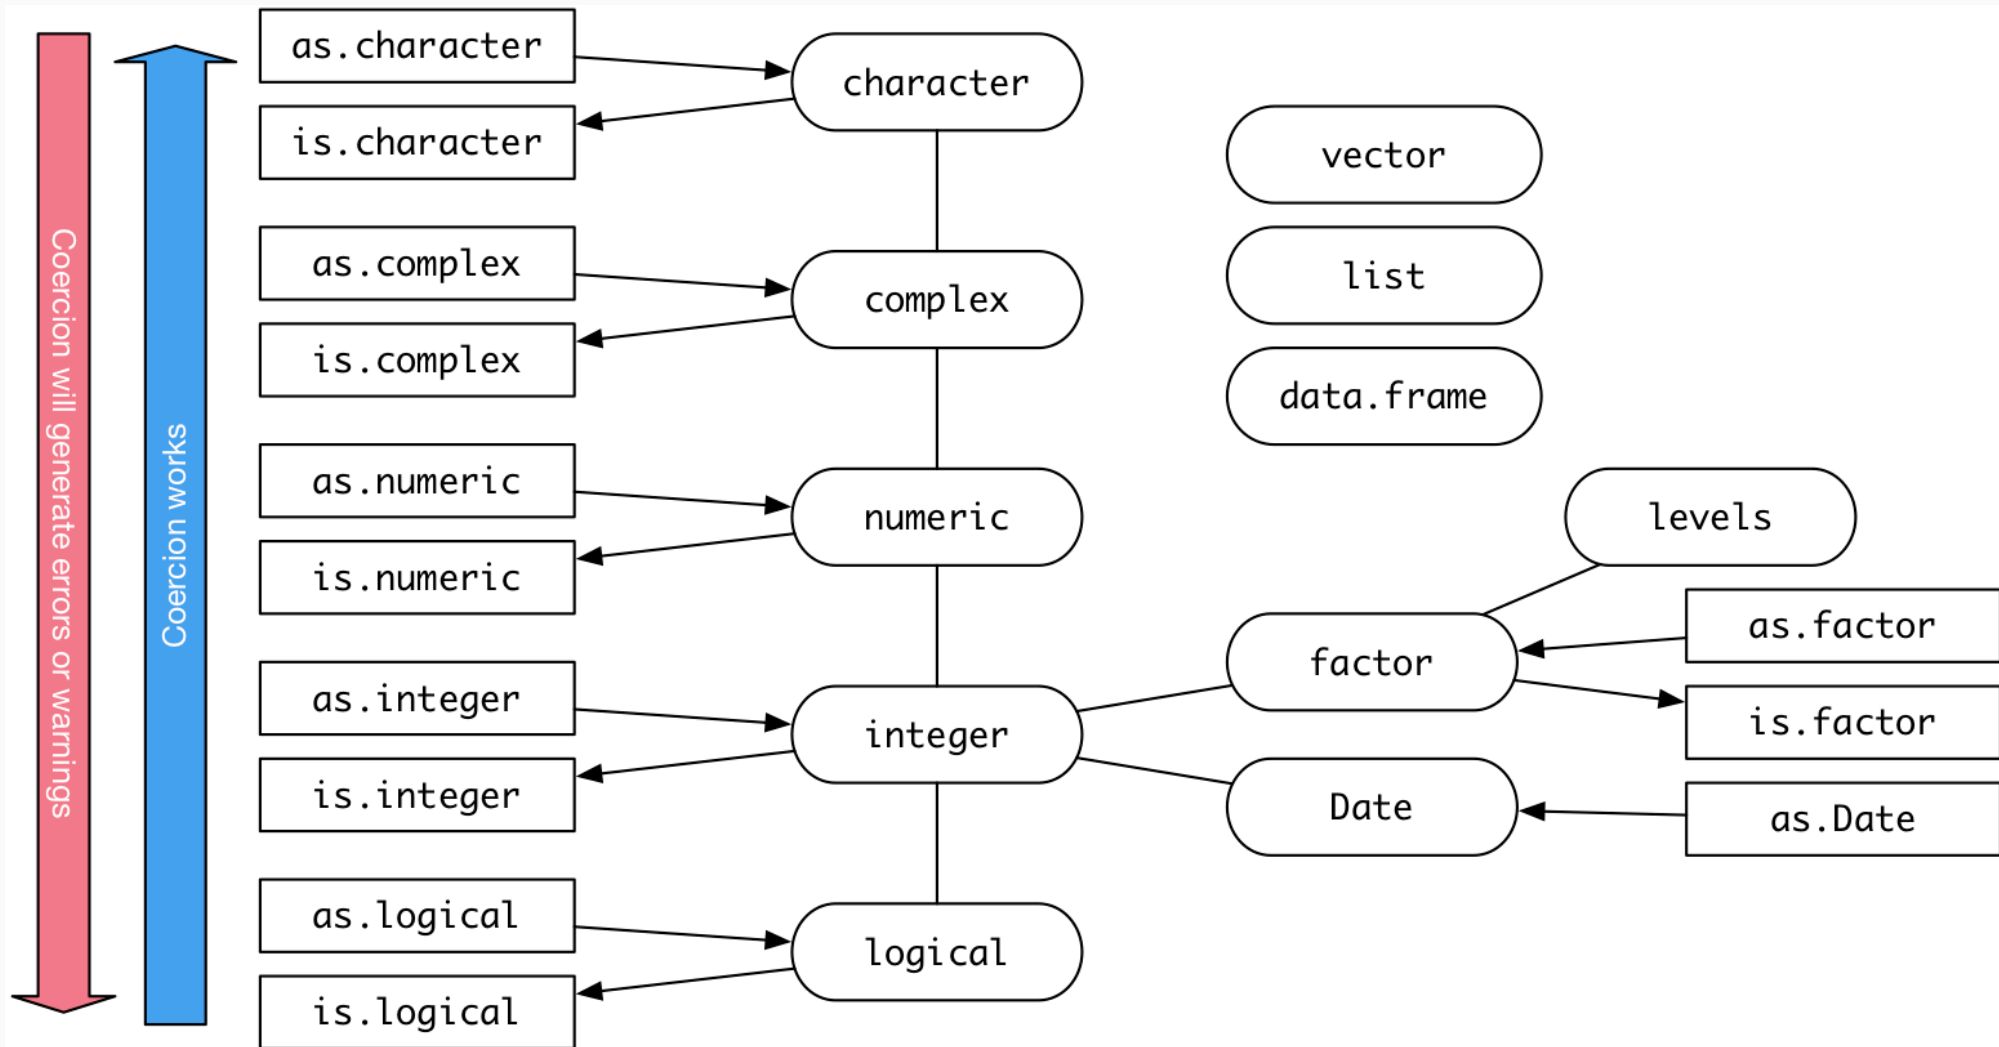 Coercion will generate errors or warnings
Coercion works
as.character
is.character
as.complex
is.complex
as.numeric
is.numeric
as.integer
is.integer
as.logical
is.logical
character
complex
numeric
integer
logical
vector
list
data.frame
levels
factor
Date
as.factor
is.factor
as.Date